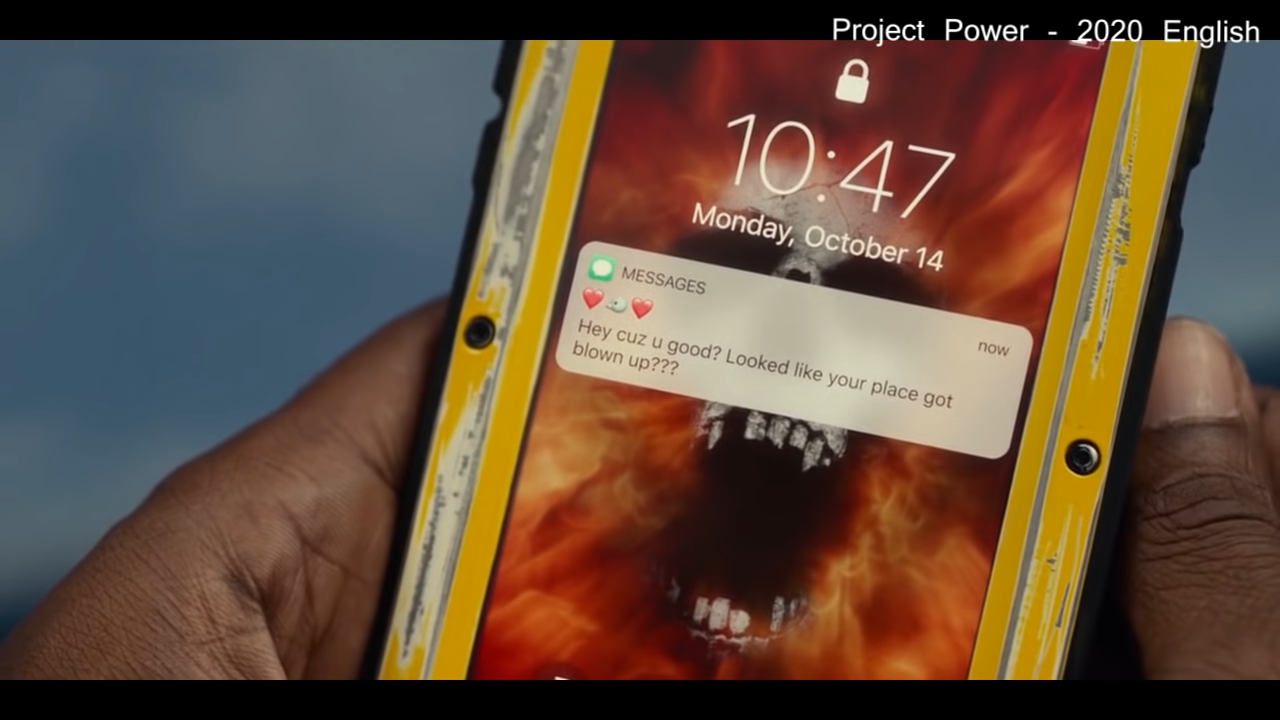 Project Power - 2020 English
10:47
Monday, October 14
MESSAGES
now
❤️🐟❤️
Hey cuz u good? Looked like your place got
blown up???